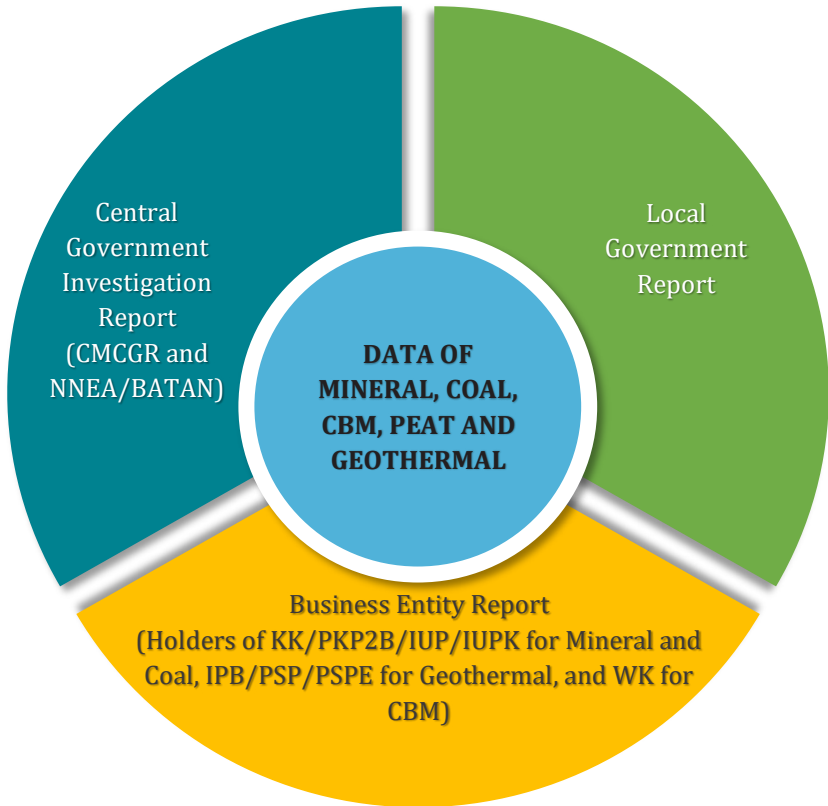 Central
Government
Investigation
Report
(CMCGR and
NNEA/BATAN)
Local
Government
Report
DATA OF
MINERAL, COAL,
CBM, PEAT AND
GEOTHERMAL
Business Entity Report
(Holders of KK/PKP2B/IUP/IUPK for Mineral and
Coal, IPB/PSP/PSPE for Geothermal, and WK for
CBM)